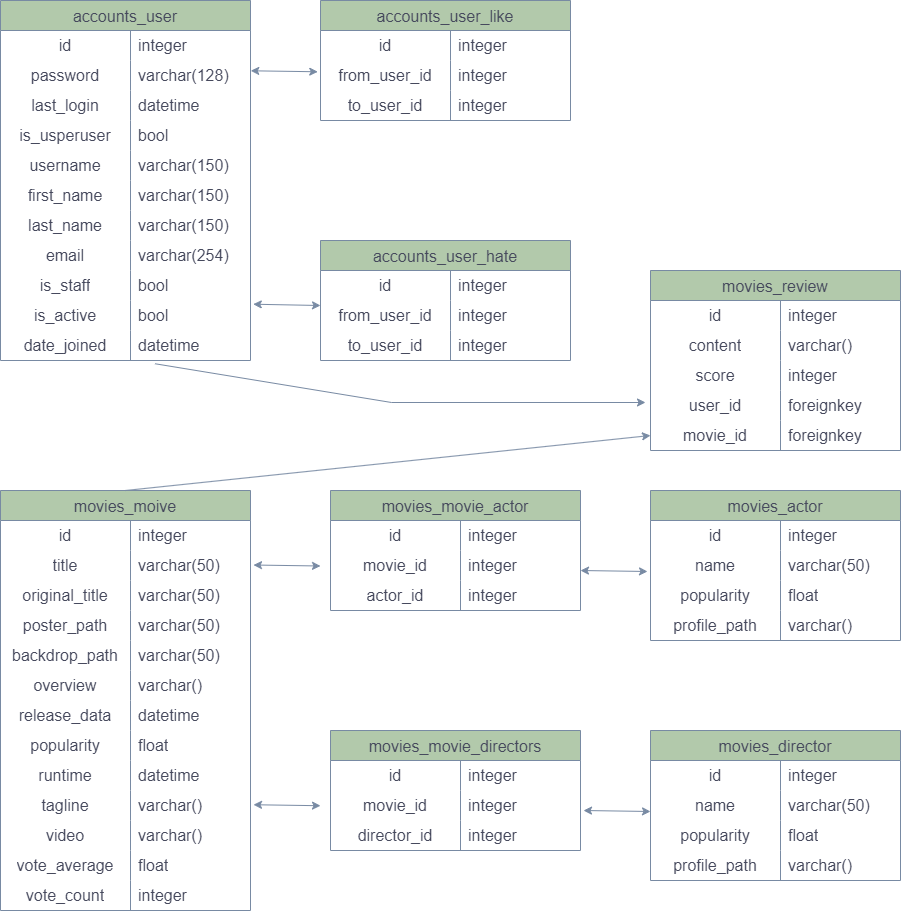 accounts_user
id integer
password varchar(128)
last_login datetime
is_usperuser bool
username varchar(150)
first_name varchar(150)
last_name varchar(150)
email varchar(254)
is_staff bool
is_active bool
date_joined datetime
accounts_user_like
id integer
from_user_id integer
to_user_id integer
accounts_user_hate
id integer
from_user_id integer
to_user_id integer
movies_review
id integer
content varchar()
score integer
user_id foreignkey
movie_id foreignkey
movies_moive
id integer
title varchar(50)
original_title varchar(50)
poster_path varchar(50)
backdrop_path varchar(50)
overview varchar()
release_data datetime
popularity float
runtime datetime
tagline varchar()
video varchar()
vote_average float
vote_count integer
movies_movie_actor
id integer
movie_id integer
actor_id integer
movies_actor
id integer
name varchar(50)
popularity float
profile_path varchar()
movies_movie_directors
id integer
movie_id integer
director_id integer
movies_director
id integer
name varchar(50)
popularity float
profile_path varchar()